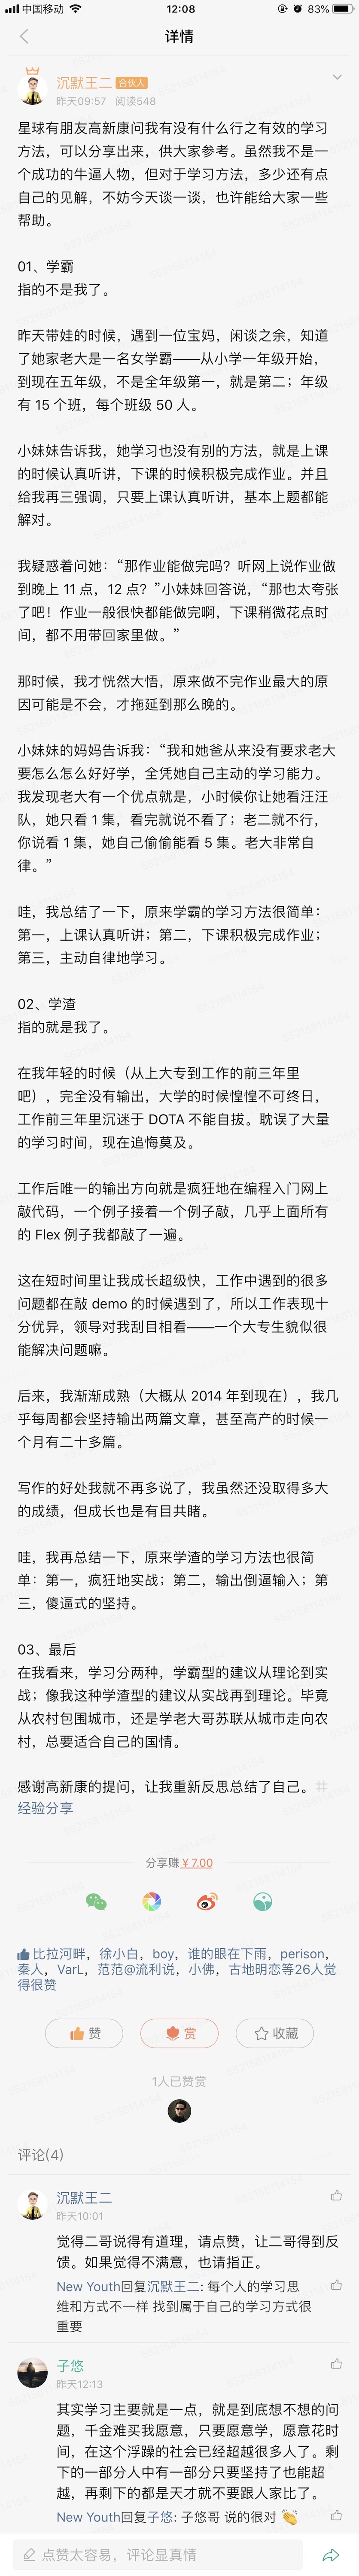 中国移动
12:08
83%
详情
沉默王二 合伙人
昨天09:57 阅读548
星球有朋友高新康问我有没有什么行之有效的学习
方法，可以分享出来，供大家参考。虽然我不是一
个成功的牛逼人物，但对于学习方法，多少还有点
自己的见解，不妨今天谈一谈，也许能给大家一些
帮助。
01、学霸
指的不是我了。
昨天带娃的时候，遇到一位宝妈，闲谈之余，知道
了她家老大是一名女学霸——从小学一年级开始，
到现在五年级，不是全年级第一，就是第二；年级
有 15 个班，每个班级 50 人。
小妹妹告诉我，她学习也没有别的方法，就是上课
的时候认真听讲，下课的时候积极完成作业。并且
给我再三强调，只要上课认真听讲，基本上题都能
解对。
我疑惑着问她：“那作业能做完吗？听网上说作业做
到晚上 11 点，12 点？”小妹妹回答说，“那也太夸张
了吧！作业一般很快都能做完啊，下课稍微花点时
间，都不用带回家里做。”
那时候，我才恍然大悟，原来做不完作业最大的原
因可能是不会，才拖延到那么晚的。
小妹妹的妈妈告诉我：“我和她爸从来没有要求老大
要怎么怎么好好学，全凭她自己主动的学习能力。
我发现老大有一个优点就是，小时候你让她看汪汪
队，她只看 1 集，看完就说不看了；老二就不行，
你说看 1 集，她自己偷偷能看 5 集。老大非常自
律。”
哇，我总结了一下，原来学霸的学习方法很简单：
第一，上课认真听讲；第二，下课积极完成作业；
第三，主动自律地学习。
02、学渣
指的就是我了。
在我年轻的时候（从上大专到工作的前三年里
吧），完全没有输出，大学的时候惶惶不可终日，
工作前三年里沉迷于 DOTA 不能自拔。耽误了大量
的学习时间，现在追悔莫及。
工作后唯一的输出方向就是疯狂地在编程入门网上
敲代码，一个例子接着一个例子敲，几乎上面所有
的 Flex 例子我都敲了一遍。
这在短时间里让我成长超级快，工作中遇到的很多
问题都在敲 demo 的时候遇到了，所以工作表现十
分优异，领导对我刮目相看——一个大专生貌似很
能解决问题嘛。
后来，我渐渐成熟（大概从 2014 年到现在），我几
乎每周都会坚持输出两篇文章，甚至高产的时候一
个月有二十多篇。
写作的好处我就不再多说了，我虽然还没取得多大
的成绩，但成长也是有目共睹。
哇，我再总结一下，原来学渣的学习方法也很简
单：第一，疯狂地实战；第二，输出倒逼输入；第
三，傻逼式的坚持。
03、最后
在我看来，学习分两种，学霸型的建议从理论到实
战；像我这种学渣型的建议从实战再到理论。毕竟
从农村包围城市，还是学老大哥苏联从城市走向农
村，总要适合自己的国情。
感谢高新康的提问，让我重新反思总结了自己。#
经验分享
分享赚¥7.00
比拉河畔，徐小白，boy，谁的眼在下雨，perison，
秦人，VarL，范范@流利说，小佛，古地明恋等26人觉
得很赞
赞 赏 收藏
1人已赞赏
评论(4)
沉默王二
昨天10:01
觉得二哥说得有道理，请点赞，让二哥得到反
馈。如果觉得不满意，也请指正。
New Youth回复沉默王二: 每个人的学习思
维和方式不一样 找到属于自己的学习方式很
重要
子悠
昨天12:13
其实学习主要就是一点，就是到底想不想的问
题，千金难买我愿意，只要愿意学，愿意花时
间，在这个浮躁的社会已经超越很多人了。剩
下的一部分人中有一部分只要坚持了也能超
越，再剩下的都是天才就不要跟人家比了。
New Youth回复子悠: 子悠哥 说的很对 👏
点赞太容易，评论显真情